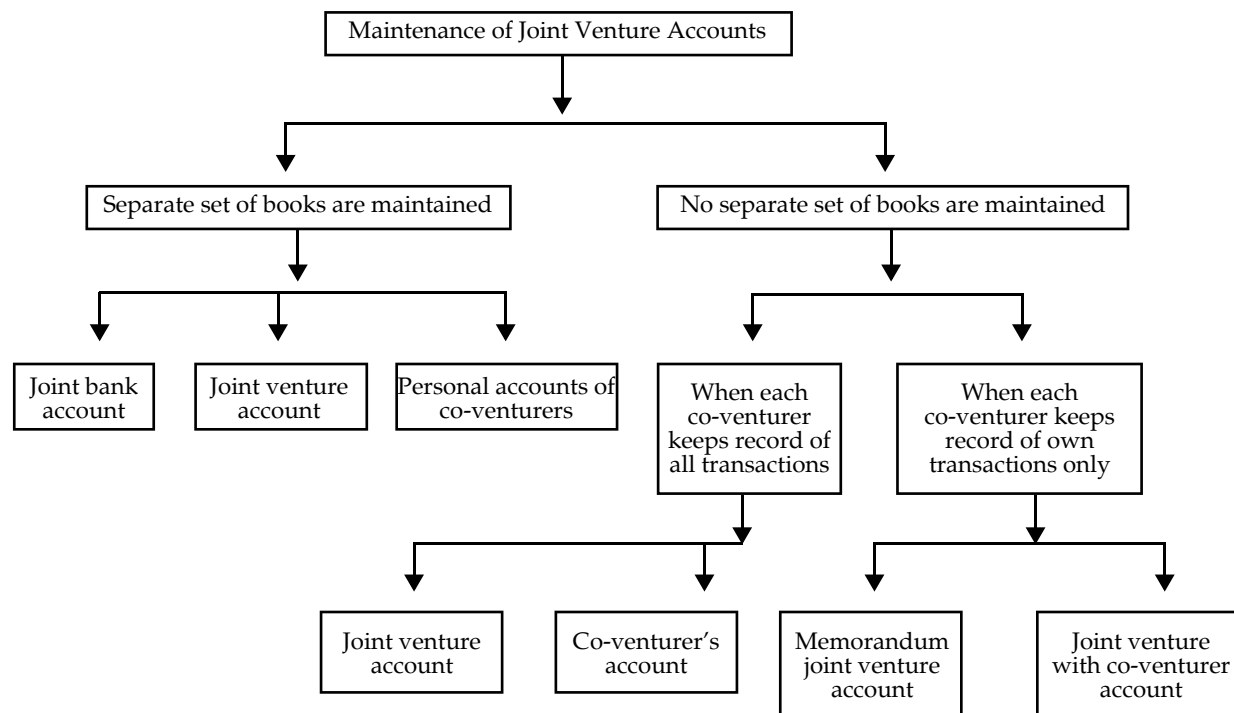 Maintenance of Joint Venture Accounts
Separate set of books are maintained
No separate set of books are maintained
Joint bank
account
Joint venture
account
Personal accounts of
co-venturers
When each
co-venturer
keeps record of
all transactions
When each
co-venturer keeps
record of own
transactions only
Joint venture
account
Co-venturer’s
account
Memorandum
joint venture
account
Joint venture
with co-venturer
account